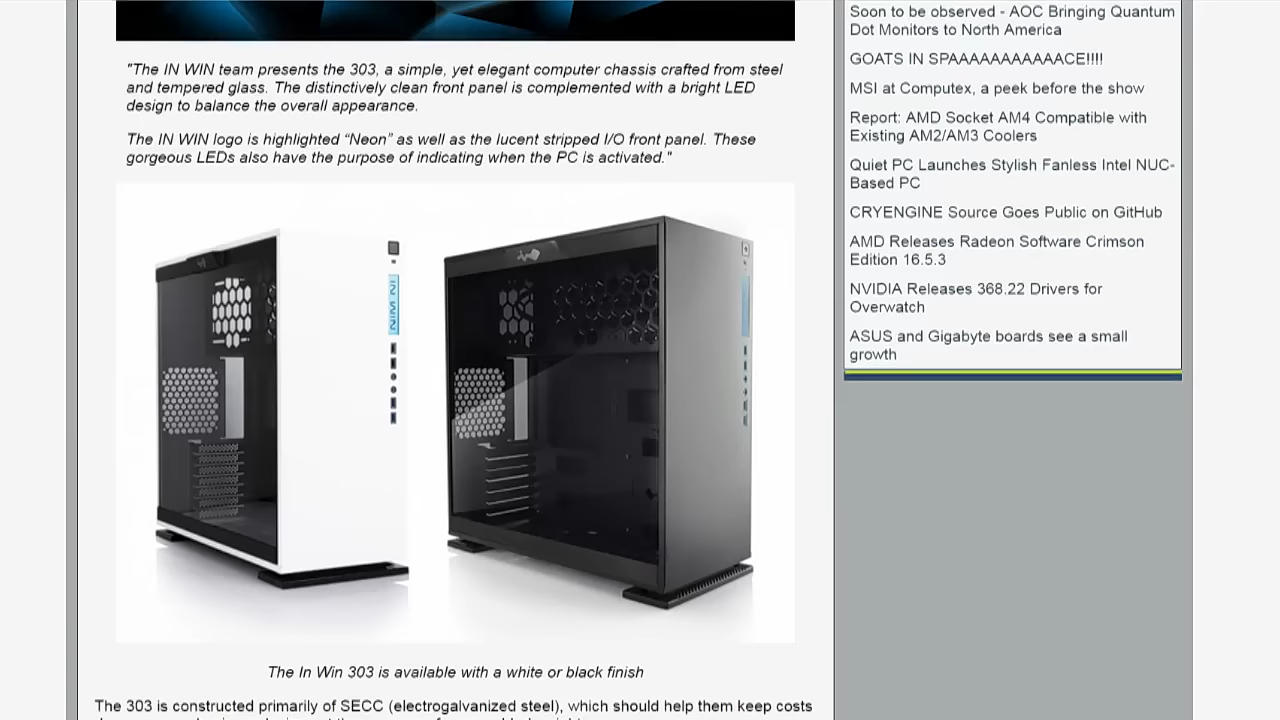 "The IN WIN team presents the 303, a simple, yet elegant computer chassis crafted from steel
and tempered glass. The distinctively clean front panel is complemented with a bright LED
design to balance the overall appearance.
The IN WIN logo is highlighted “Neon” as well as the lucent stripped I/O front panel. These
gorgeous LEDs also have the purpose of indicating when the PC is activated."
IN WIN
The In Win 303 is available with a white or black finish
The 303 is constructed primarily of SECC (electrogalvanized steel), which should help them keep costs
Soon to be observed - AOC Bringing Quantum
Dot Monitors to North America
GOATS IN SPAAAAAAAAAAACE!!!!
MSI at Computex, a peek before the show
Report: AMD Socket AM4 Compatible with
Existing AM2/AM3 Coolers
Quiet PC Launches Stylish Fanless Intel NUC-
Based PC
CRYENGINE Source Goes Public on GitHub
AMD Releases Radeon Software Crimson
Edition 16.5.3
NVIDIA Releases 368.22 Drivers for
Overwatch
ASUS and Gigabyte boards see a small
growth